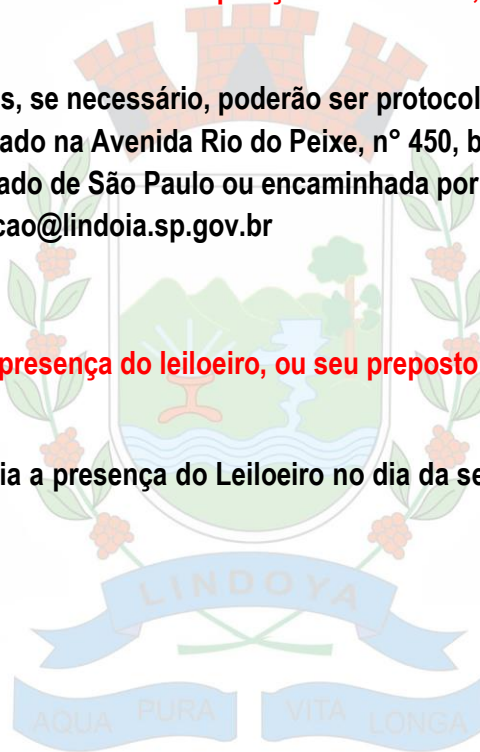 s, se necessário, poderão ser protocol
ado na Avenida Rio do Peixe, n° 450, b
ado de São Paulo ou encaminhada por
cao@lindoia.sp.gov.br
presença do leiloeiro, ou seu preposto
ia a presença do Leiloeiro no dia da se
LINDOYA
AQUA PURA VITA LONGA